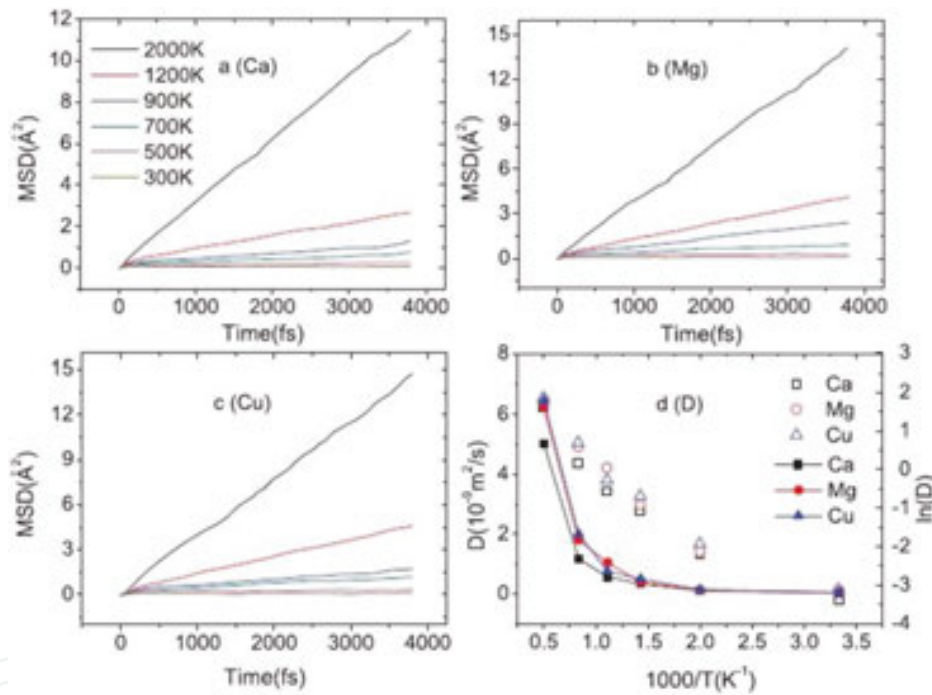 12
10
8
6
4
2
0
MSD(Å²)
2000K
1200K
900K
700K
500K
300K
a (Ca)
0 1000 2000 3000 4000
Time(fs)
15
12
9
6
3
0
MSD(Å²)
b (Mg)
0 1000 2000 3000 4000
Time(fs)
15
12
9
6
3
0
MSD(Å²)
c (Cu)
0 1000 2000 3000 4000
Time(fs)
8
6
4
2
0
D(10⁻⁹m²/s)
d (D)
Ca
Mg
Cu
Ca
Mg
Cu
3
2
1
0
-1
-2
-3
-4
ln(D)
0.5 1.0 1.5 2.0 2.5 3.0 3.5
1000/T(K⁻¹)